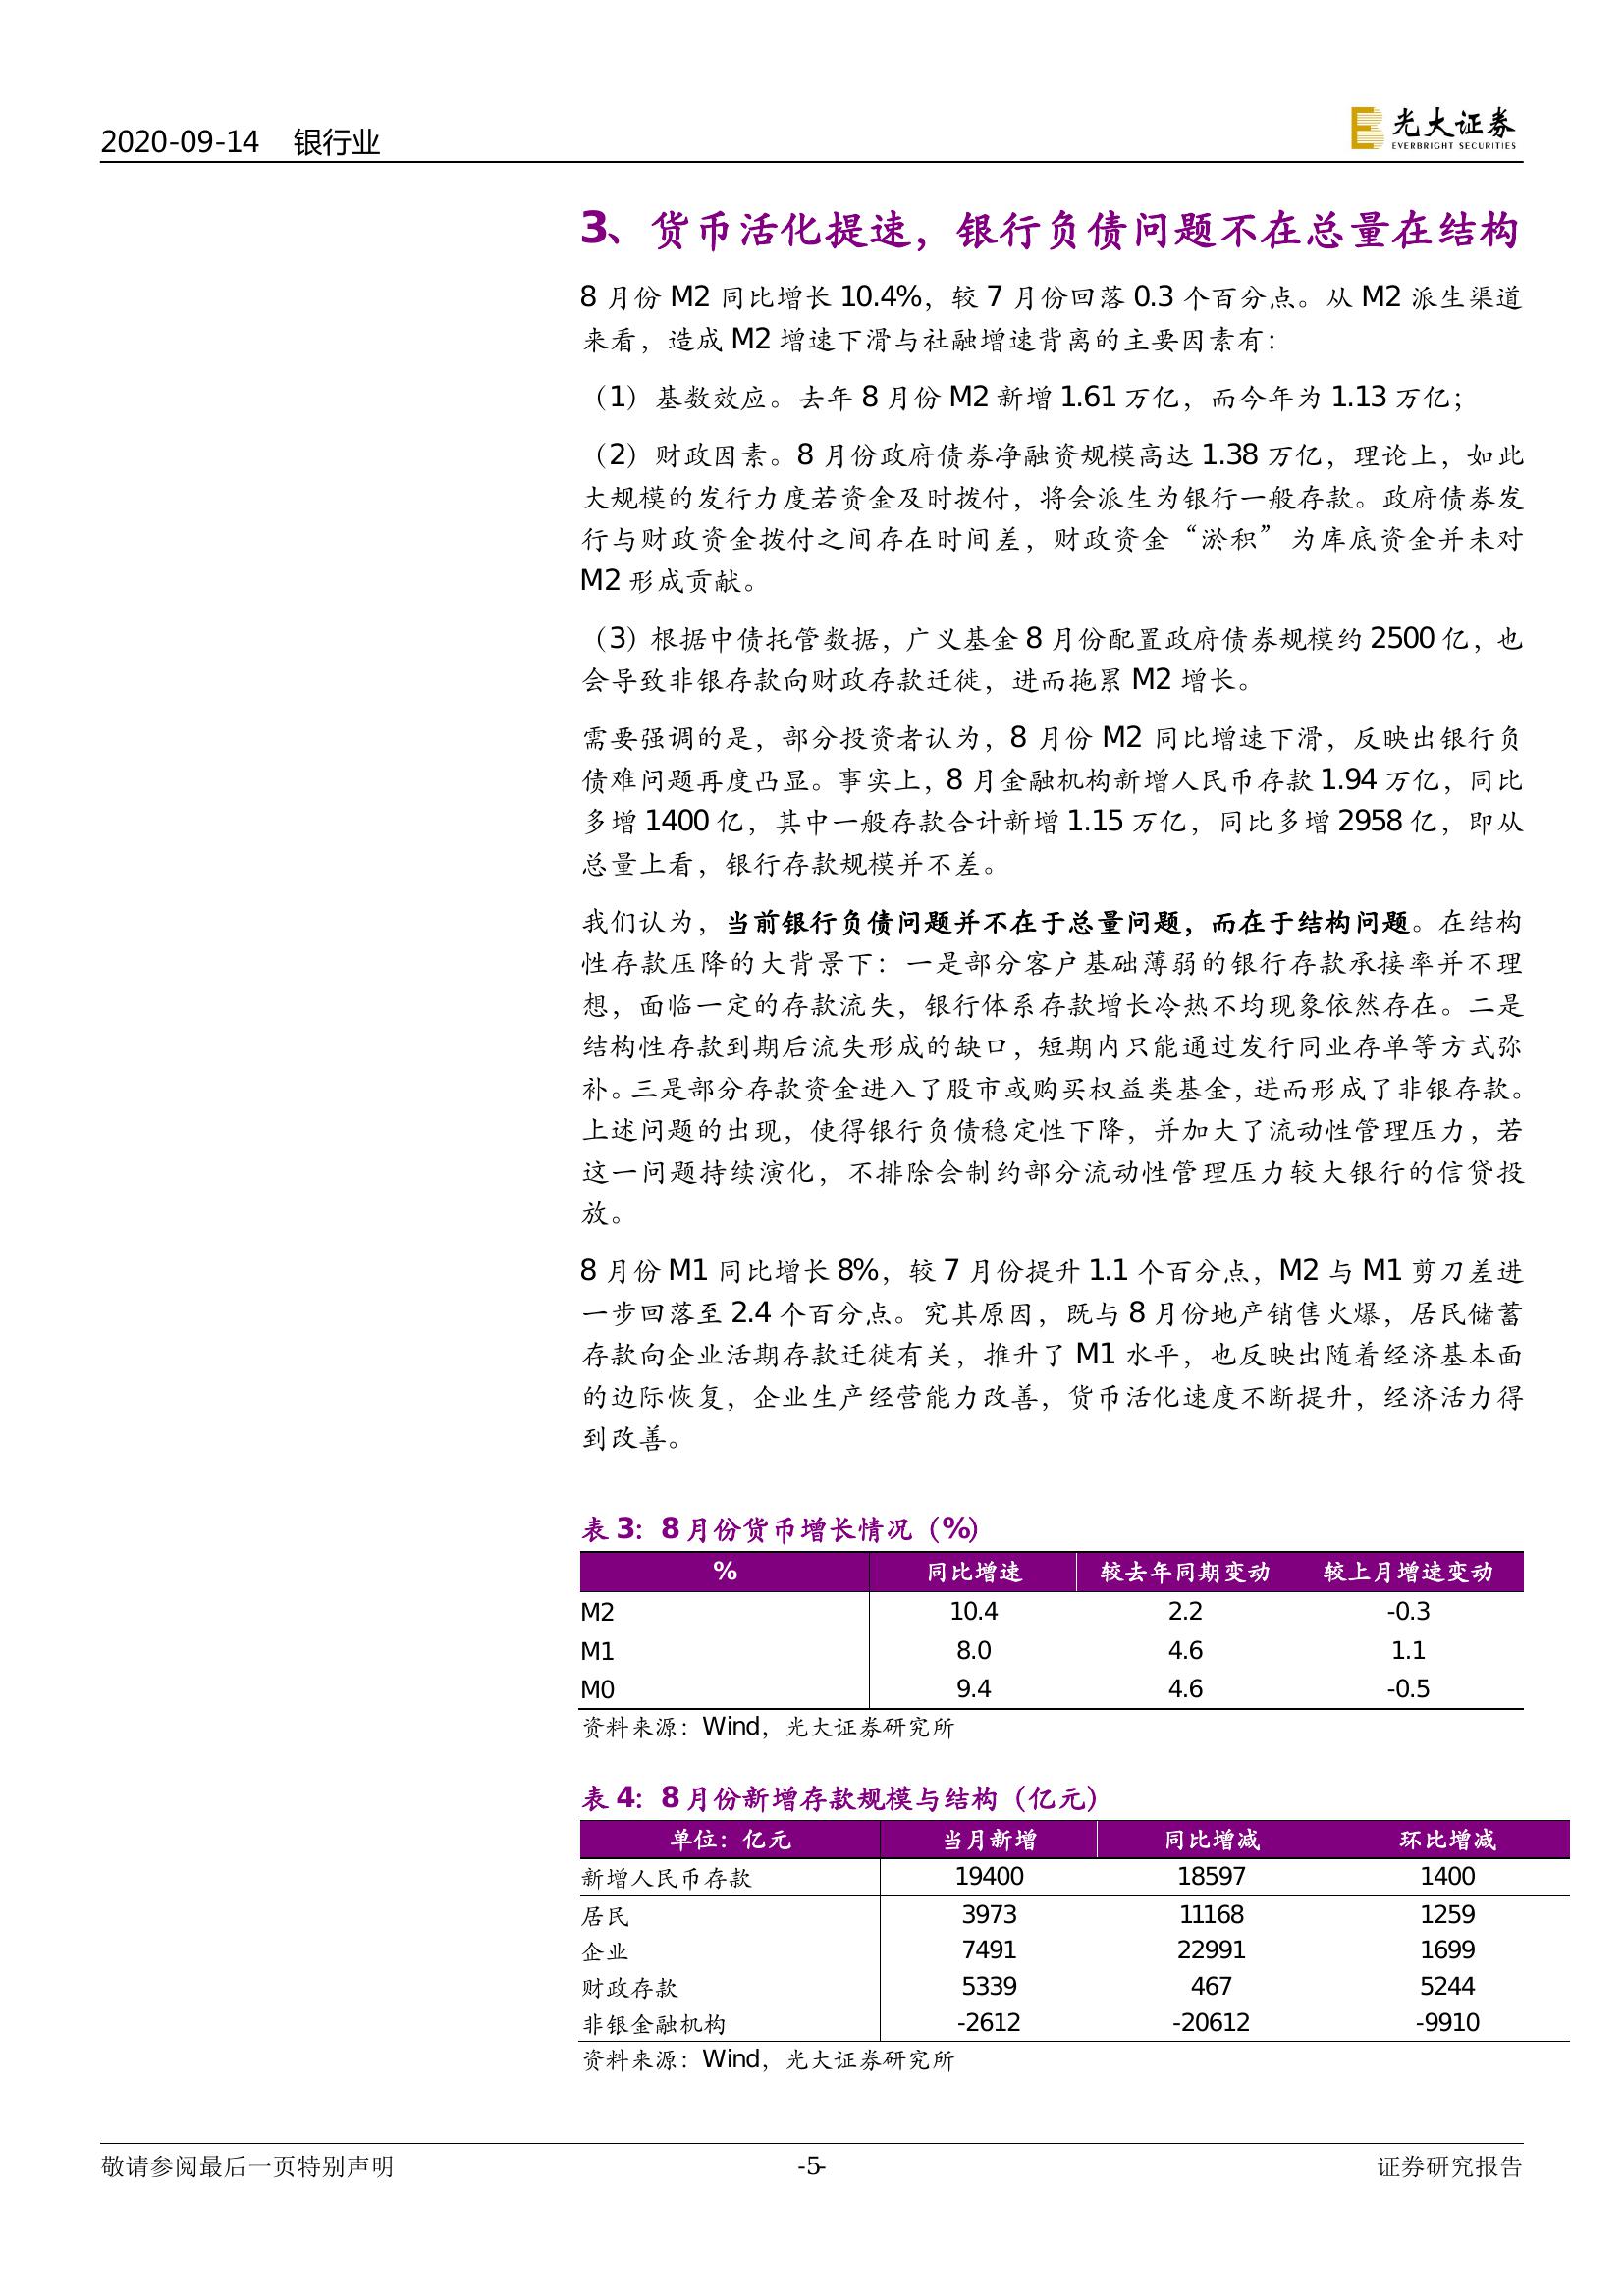 2020-09-14 银行业
光大证券
EVERBRIGHT SECURITIES
3、货币活化提速，银行负债问题不在总量在结构
8 月份 M2 同比增长 10.4%，较 7 月份回落 0.3 个百分点。从 M2 派生渠道
来看，造成 M2 增速下滑与社融增速背离的主要因素有：
（1）基数效应。去年 8 月份 M2 新增 1.61 万亿，而今年为 1.13 万亿；
（2）财政因素。8 月份政府债券净融资规模高达 1.38 万亿，理论上，如此
大规模的发行力度若资金及时拨付，将会派生为银行一般存款。政府债券发
行与财政资金拨付之间存在时间差，财政资金“淤积”为库底资金并未对
M2 形成贡献。
（3）根据中债托管数据，广义基金 8 月份配置政府债券规模约 2500 亿，也
会导致非银存款向财政存款迁徙，进而拖累 M2 增长。
需要强调的是，部分投资者认为，8 月份 M2 同比增速下滑，反映出银行负
债难问题再度凸显。事实上，8 月金融机构新增人民币存款 1.94 万亿，同比
多增 1400 亿，其中一般存款合计新增 1.15 万亿，同比多增 2958 亿，即从
总量上看，银行存款规模并不差。
我们认为，当前银行负债问题并不在于总量问题，而在于结构问题。在结构
性存款压降的大背景下：一是部分客户基础薄弱的银行存款承接率并不理
想，面临一定的存款流失，银行体系存款增长冷热不均现象依然存在。二是
结构性存款到期后流失形成的缺口，短期内只能通过发行同业存单等方式弥
补。三是部分存款资金进入了股市或购买权益类基金，进而形成了非银存款。
上述问题的出现，使得银行负债稳定性下降，并加大了流动性管理压力，若
这一问题持续演化，不排除会制约部分流动性管理压力较大银行的信贷投
放。
8 月份 M1 同比增长 8%，较 7 月份提升 1.1 个百分点，M2 与 M1 剪刀差进
一步回落至 2.4 个百分点。究其原因，既与 8 月份地产销售火爆，居民储蓄
存款向企业活期存款迁徙有关，推升了 M1 水平，也反映出随着经济基本面
的边际恢复，企业生产经营能力改善，货币活化速度不断提升，经济活力得
到改善。
表 3：8 月份货币增长情况（%）
% 同比增速 较去年同期变动 较上月增速变动
M2 10.4 2.2 -0.3
M1 8.0 4.6 1.1
M0 9.4 4.6 -0.5
资料来源：Wind，光大证券研究所
表 4：8 月份新增存款规模与结构（亿元）
单位：亿元 当月新增 同比增减 环比增减
新增人民币存款 19400 18597 1400
居民 3973 11168 1259
企业 7491 22991 1699
财政存款 5339 467 5244
非银金融机构 -2612 -20612 -9910
资料来源：Wind，光大证券研究所
敬请参阅最后一页特别声明 -5- 证券研究报告